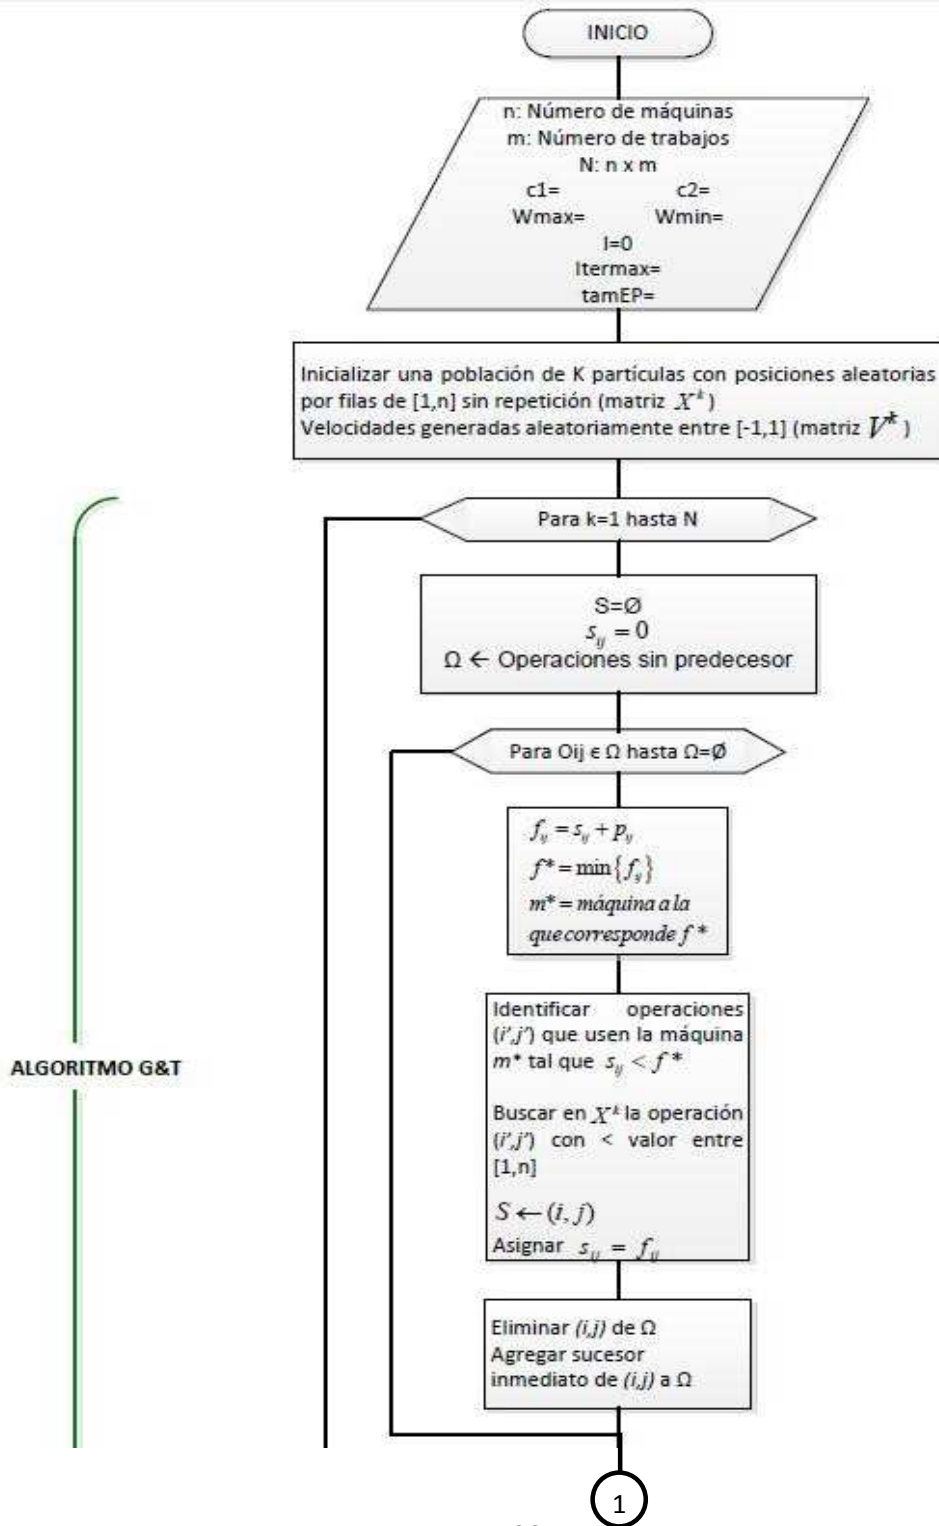 INICIO
n: Número de máquinas
m: Número de trabajos
N: n x m
c1= c2=
Wmax= Wmin=
I=0
Itermax=
tamEP=
Inicializar una población de K partículas con posiciones aleatorias
por filas de [1,n] sin repetición (matriz X^k)
Velocidades generadas aleatoriamente entre [-1,1] (matriz V^k )
Para k=1 hasta N
S=Ø
s_ij = 0
Ω ← Operaciones sin predecesor
Para Oij ϵ Ω hasta Ω=Ø
f_ij = s_ij + p_ij
f* = min{f_ij}
m* = máquina a la
que corresponde f *
Identificar operaciones
(i',j') que usen la máquina
m* tal que s_ij < f *
Buscar en X^k la operación
(i',j') con < valor entre
[1,n]
S ← (i, j)
Asignar s_ij = f_ij
ALGORITMO G&T
Eliminar (i,j) de Ω
Agregar sucesor
inmediato de (i,j) a Ω
1